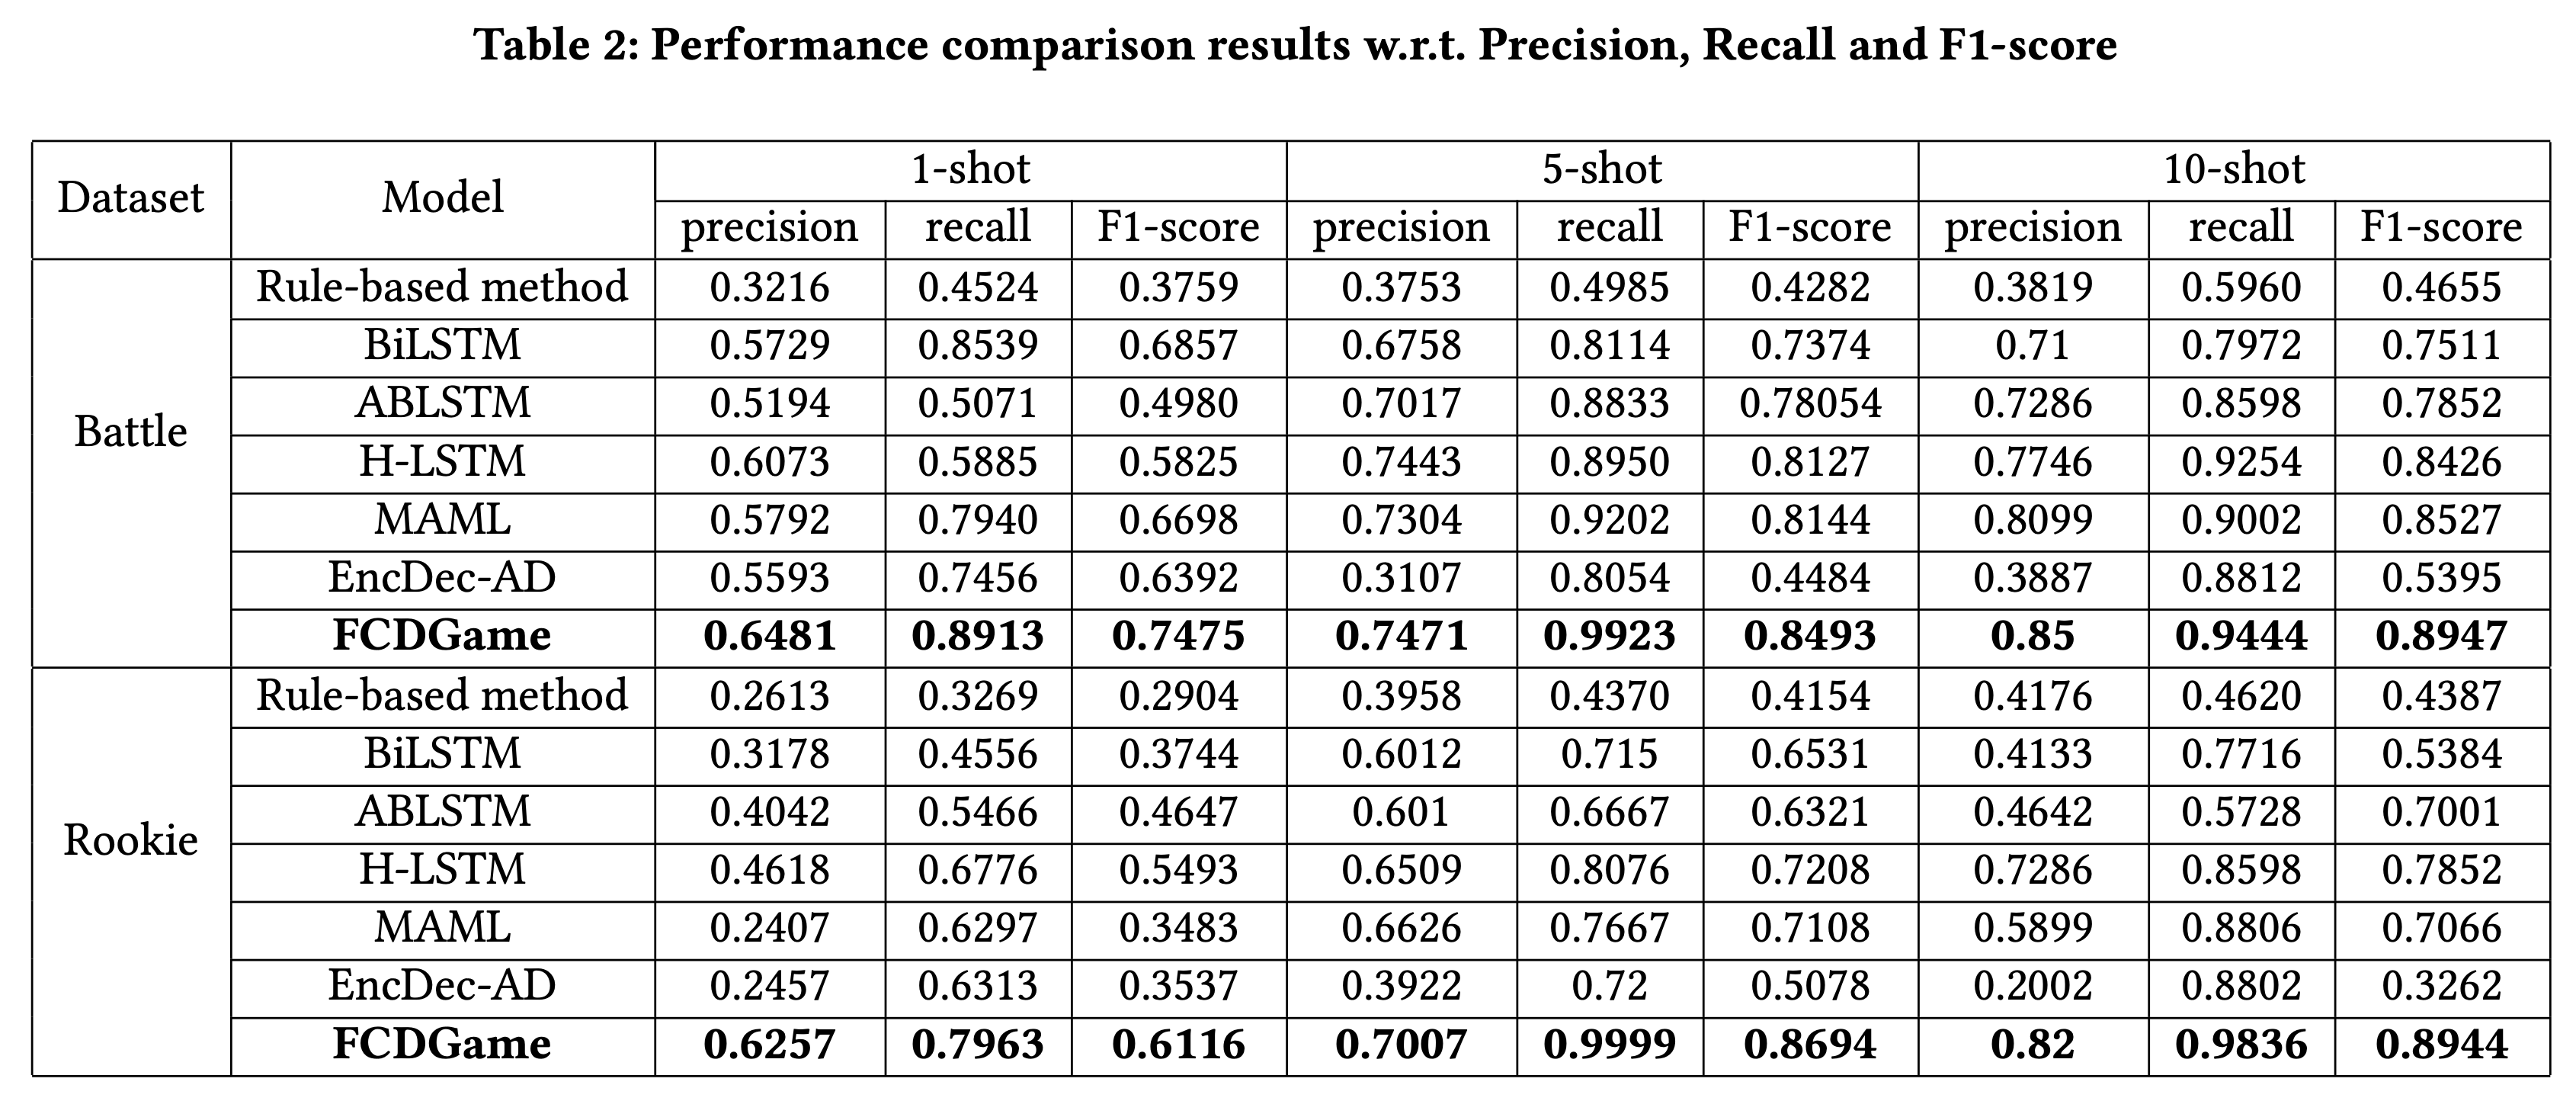 Table 2: Performance comparison results w.r.t. Precision, Recall and F1-score
Dataset Model 1-shot 5-shot 10-shot
precision recall F1-score precision recall F1-score precision recall F1-score
Battle
Rule-based method 0.3216 0.4524 0.3759 0.3753 0.4985 0.4282 0.3819 0.5960 0.4655
BiLSTM 0.5729 0.8539 0.6857 0.6758 0.8114 0.7374 0.71 0.7972 0.7511
ABLSTM 0.5194 0.5071 0.4980 0.7017 0.8833 0.78054 0.7286 0.8598 0.7852
H-LSTM 0.6073 0.5885 0.5825 0.7443 0.8950 0.8127 0.7746 0.9254 0.8426
MAML 0.5792 0.7940 0.6698 0.7304 0.9202 0.8144 0.8099 0.9002 0.8527
EncDec-AD 0.5593 0.7456 0.6392 0.3107 0.8054 0.4484 0.3887 0.8812 0.5395
FCDGame 0.6481 0.8913 0.7475 0.7471 0.9923 0.8493 0.85 0.9444 0.8947
Rookie
Rule-based method 0.2613 0.3269 0.2904 0.3958 0.4370 0.4154 0.4176 0.4620 0.4387
BiLSTM 0.3178 0.4556 0.3744 0.6012 0.715 0.6531 0.4133 0.7716 0.5384
ABLSTM 0.4042 0.5466 0.4647 0.601 0.6667 0.6321 0.4642 0.5728 0.7001
H-LSTM 0.4618 0.6776 0.5493 0.6509 0.8076 0.7208 0.7286 0.8598 0.7852
MAML 0.2407 0.6297 0.3483 0.6626 0.7667 0.7108 0.5899 0.8806 0.7066
EncDec-AD 0.2457 0.6313 0.3537 0.3922 0.72 0.5078 0.2002 0.8802 0.3262
FCDGame 0.6257 0.7963 0.6116 0.7007 0.9999 0.8694 0.82 0.9836 0.8944